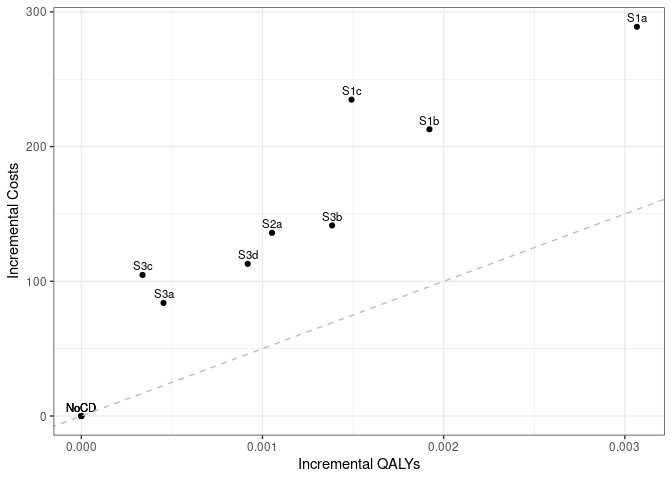 300
200
100
0
Incremental Costs
S1a
S1c
S1b
S3b
S2a
S3d
S3c
S3a
NoCD
0.000
0.001
0.002
0.003
Incremental QALYs